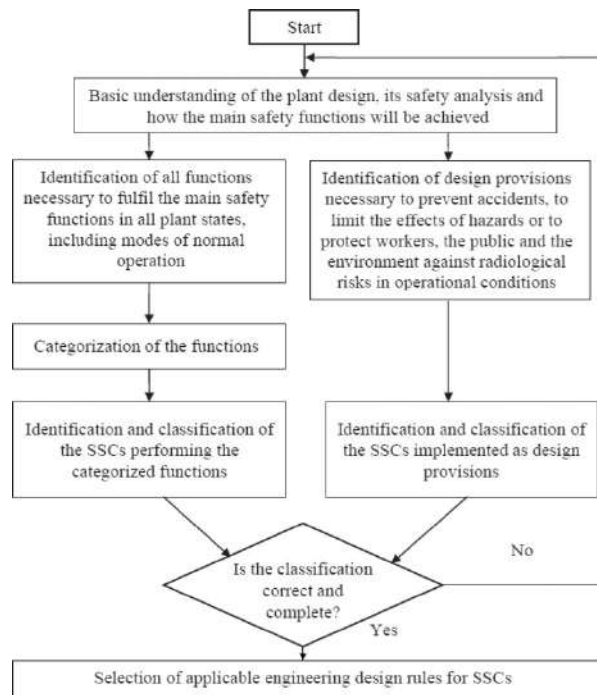 Start
Basic understanding of the plant design, its safety analysis and
how the main safety functions will be achieved
Identification of all functions
necessary to fulfil the main safety
functions in all plant states,
including modes of normal
operation
Identification of design provisions
necessary to prevent accidents, to
limit the effects of hazards or to
protect workers, the public and the
environment against radiological
risks in operational conditions
Categorization of the functions
Identification and classification of
the SSCs performing the
categorized functions
Identification and classification of
the SSCs implemented as design
provisions
Is the classification
correct and
complete?
No
Yes
Selection of applicable engineering design rules for SSCs